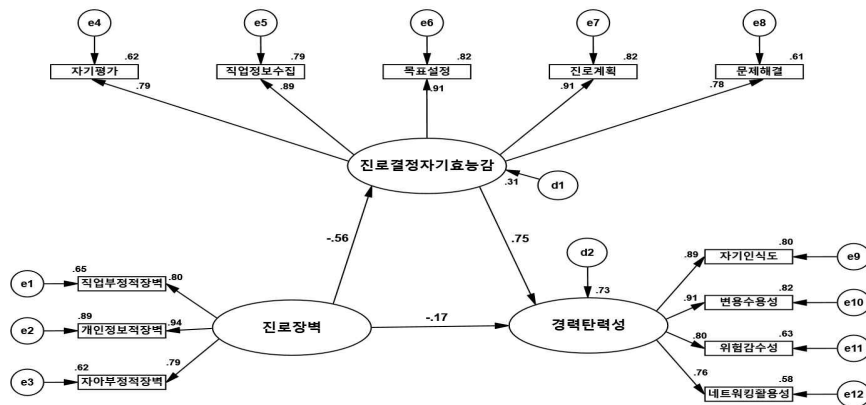 e4 e5 e6 e7 e8
.62 .79 .82 .82 .61
자기평가 직업정보수집 목표설정 진로계획 문제해결
.79 .89 .91 .91 .78
진로결정자기효능감
.31 d1
-.56 .75
d2
.80
.89 자기인식도 e9
.65
e1 직업부정적장벽 .80
.82
.91 변용수용성 e10
.89 .73
e2 개인정보적장벽 .94 진로장벽 -.17 경력탄력성
.63
.80 위험감수성 e11
.62
e3 자아부정적장벽 .79
.76 .58
네트워킹활용성 e12